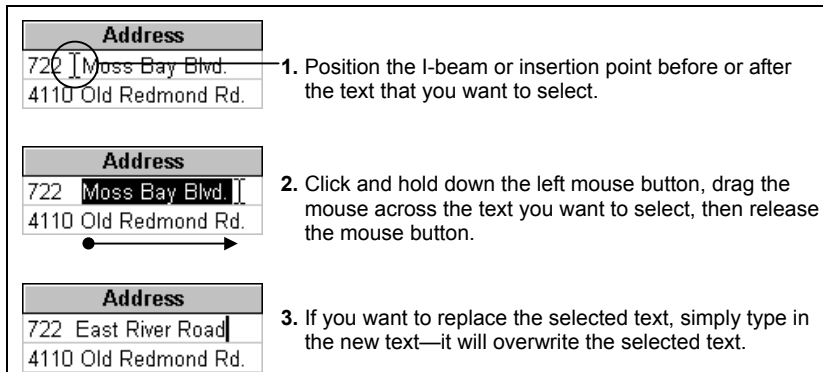 Address
722 Moss Bay Blvd.
4110 Old Redmond Rd.
1. Position the I-beam or insertion point before or after
the text that you want to select.
Address
722 Moss Bay Blvd.
4110 Old Redmond Rd.
2. Click and hold down the left mouse button, drag the
mouse across the text you want to select, then release
the mouse button.
Address
722 East River Road
4110 Old Redmond Rd.
3. If you want to replace the selected text, simply type in
the new text—it will overwrite the selected text.